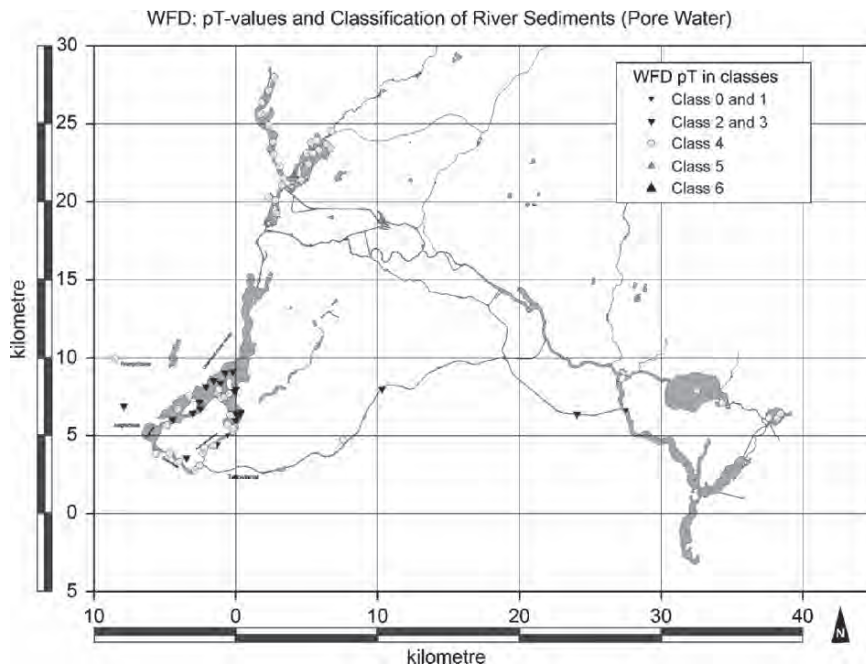 WFD: pT-values and Classification of River Sediments (Pore Water)
30
25
20
15
10
5
0
5
kilometre
WFD pT in classes
Class 0 and 1
Class 2 and 3
Class 4
Class 5
Class 6
10
0
10
20
30
40
kilometre
N
Teltowkanal